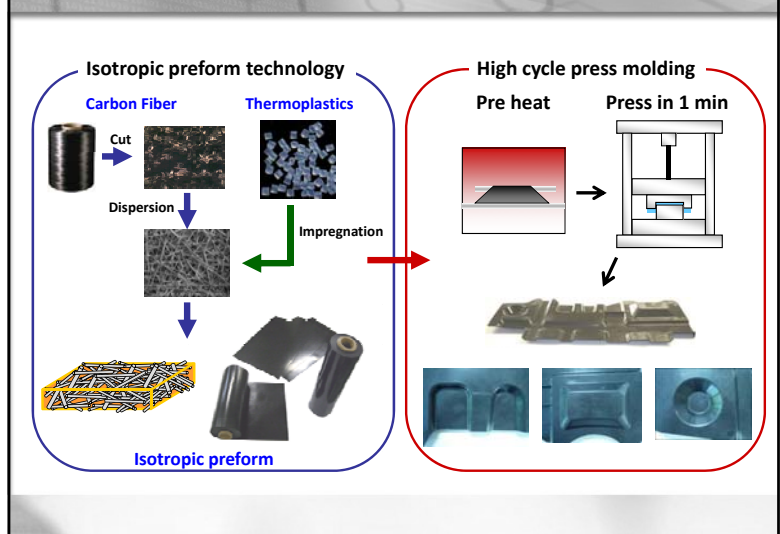 Isotropic preform technology
Carbon Fiber
Thermoplastics
Cut
Dispersion
Impregnation
Isotropic preform
High cycle press molding
Pre heat
Press in 1 min